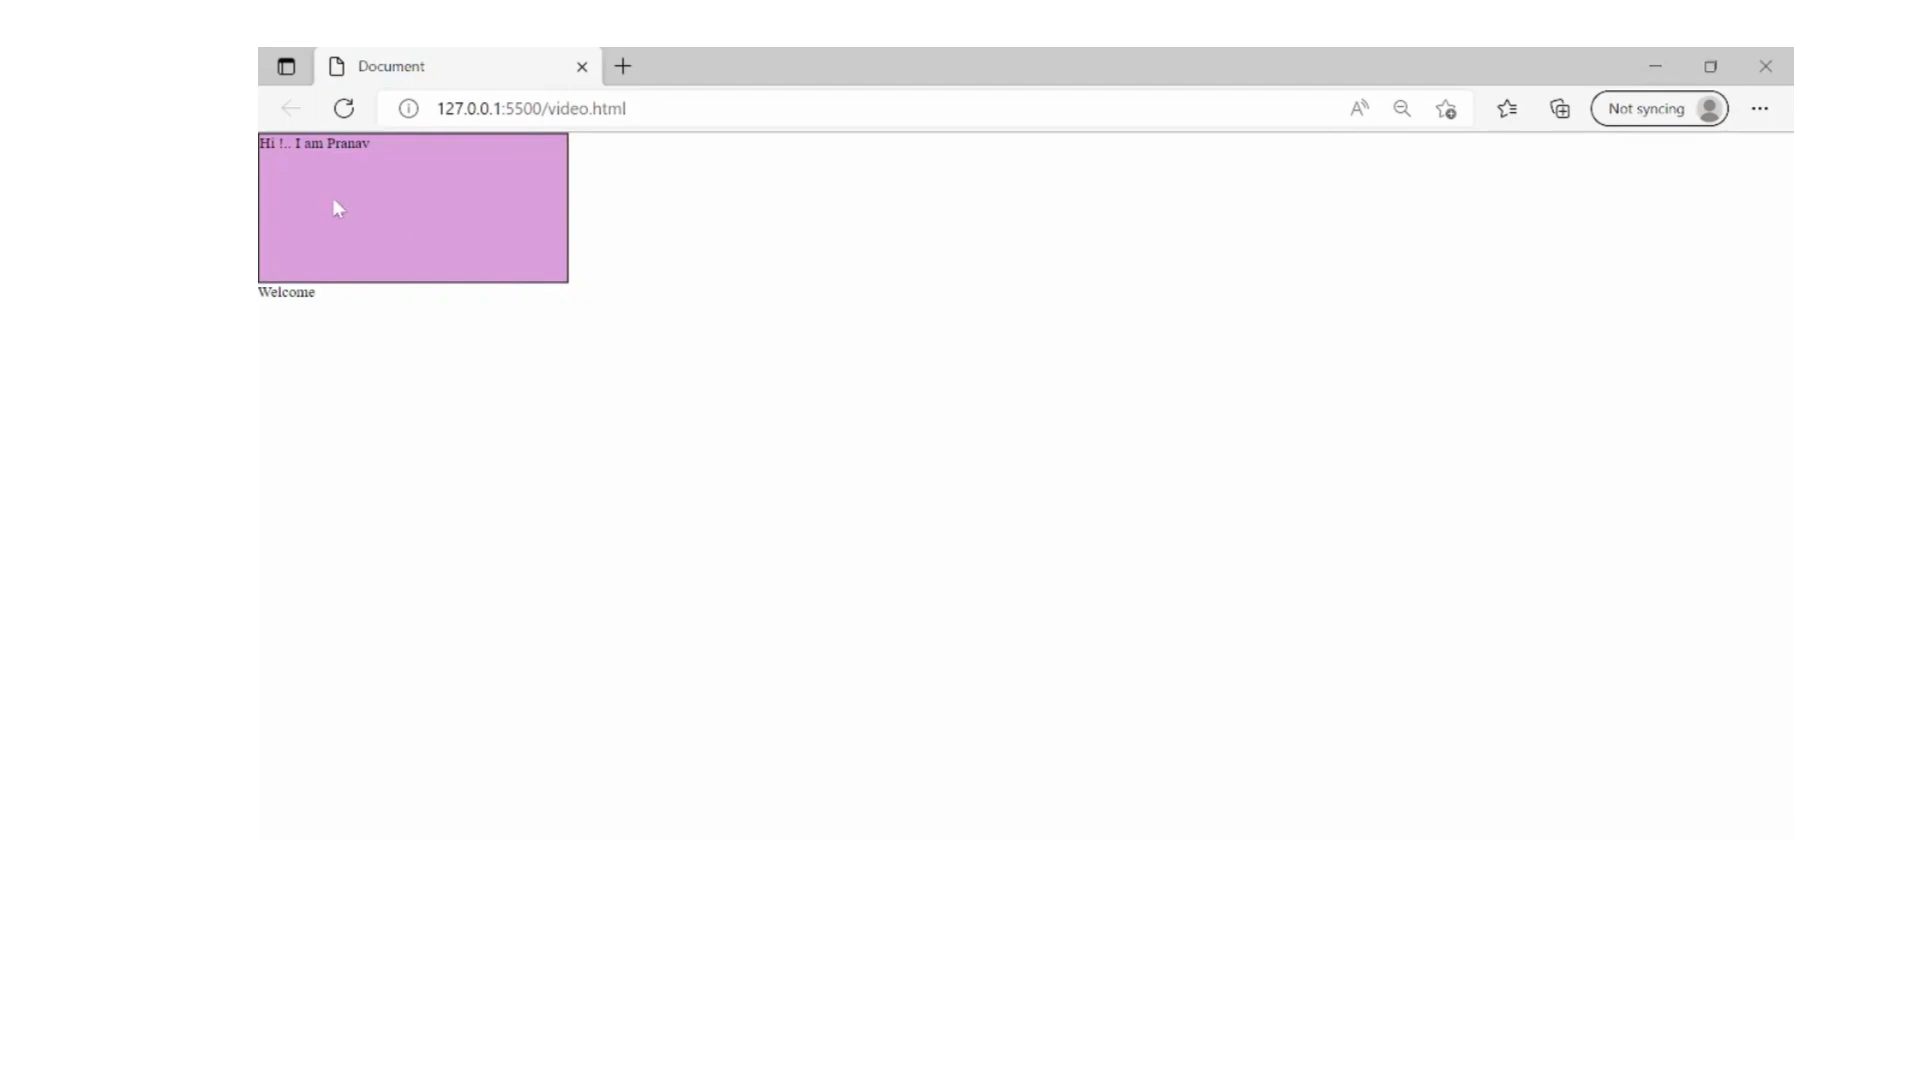 Document
127.0.0.1:5500/video.html
Not syncing
Hi !.. I am Pranav
Welcome